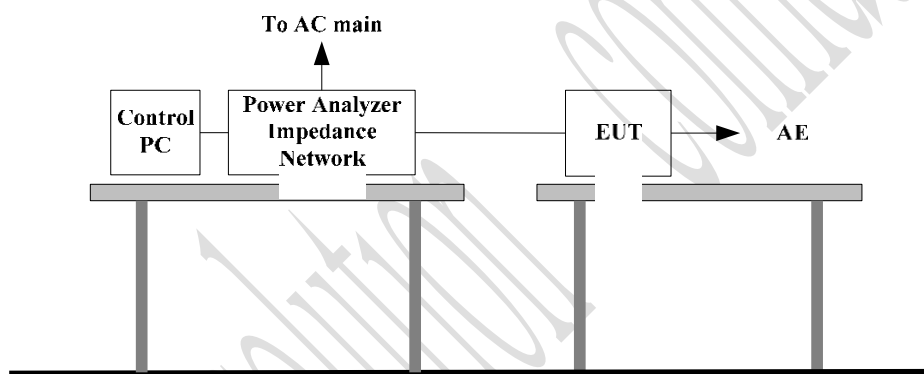 To AC main
Control
PC
Power Analyzer
Impedance
Network
EUT
AE